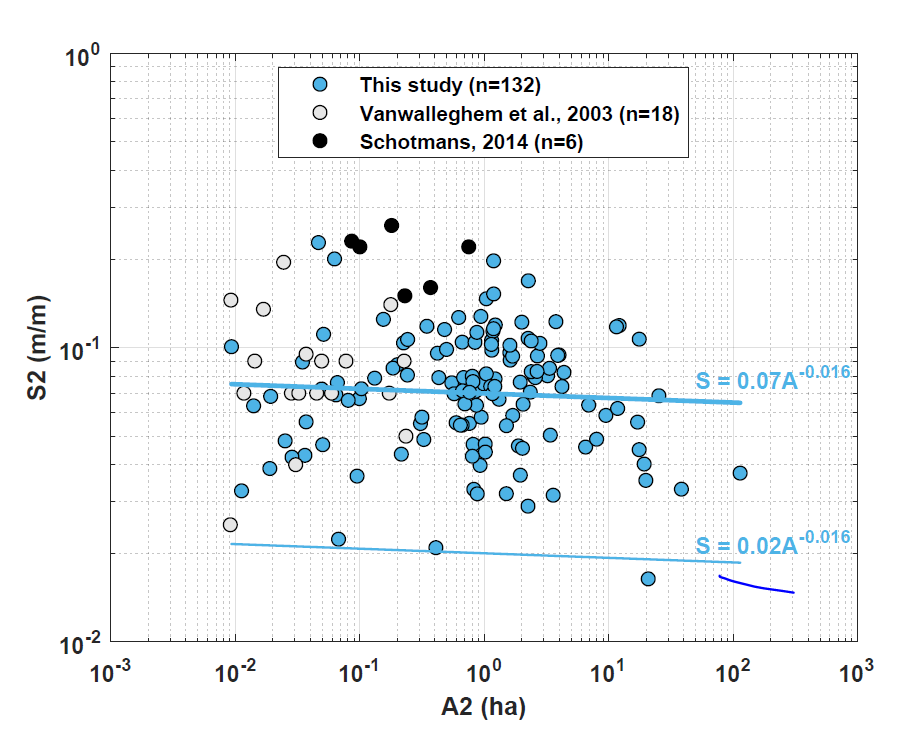 10^0
10^-1
10^-2
S2 (m/m)
This study (n=132)
Vanwalleghem et al., 2003 (n=18)
Schotmans, 2014 (n=6)
S = 0.07A^-0.016
S = 0.02A^-0.016
10^-3 10^-2 10^-1 10^0 10^1 10^2 10^3
A2 (ha)